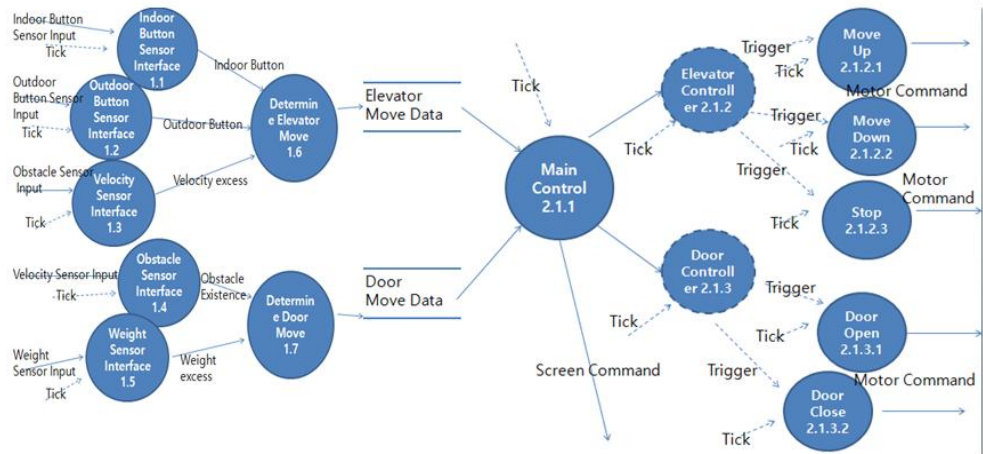 Indoor Button
Sensor Input
Tick
Indoor
Button
Sensor
Interface
1.1
Indoor Button
Outdoor
Button Sensor
Input
Tick
Outdoor
Button
Sensor
Interface
1.2
Outdoor Button
Obstacle Sensor
Input
Tick
Velocity
Sensor
Interface
1.3
Velocity excess
Determin
e Elevator
Move
1.6
Elevator
Move Data
Velocity Sensor Input
Tick
Obstacle
Sensor
Interface
1.4
Obstacle
Existence
Weight
Sensor Input
Tick
Weight
Sensor
Interface
1.5
Weight
excess
Determin
e Door
Move
1.7
Door
Move Data
Tick
Main
Control
2.1.1
Screen Command
Elevator
Controll
er 2.1.2
Tick
Trigger
Tick
Move
Up
2.1.2.1
Motor Command
Trigger
Tick
Move
Down
2.1.2.2
Trigger
Tick
Stop
2.1.2.3
Motor
Command
Door
Controll
er 2.1.3
Tick
Trigger
Tick
Door
Open
2.1.3.1
Motor Command
Trigger
Tick
Door
Close
2.1.3.2